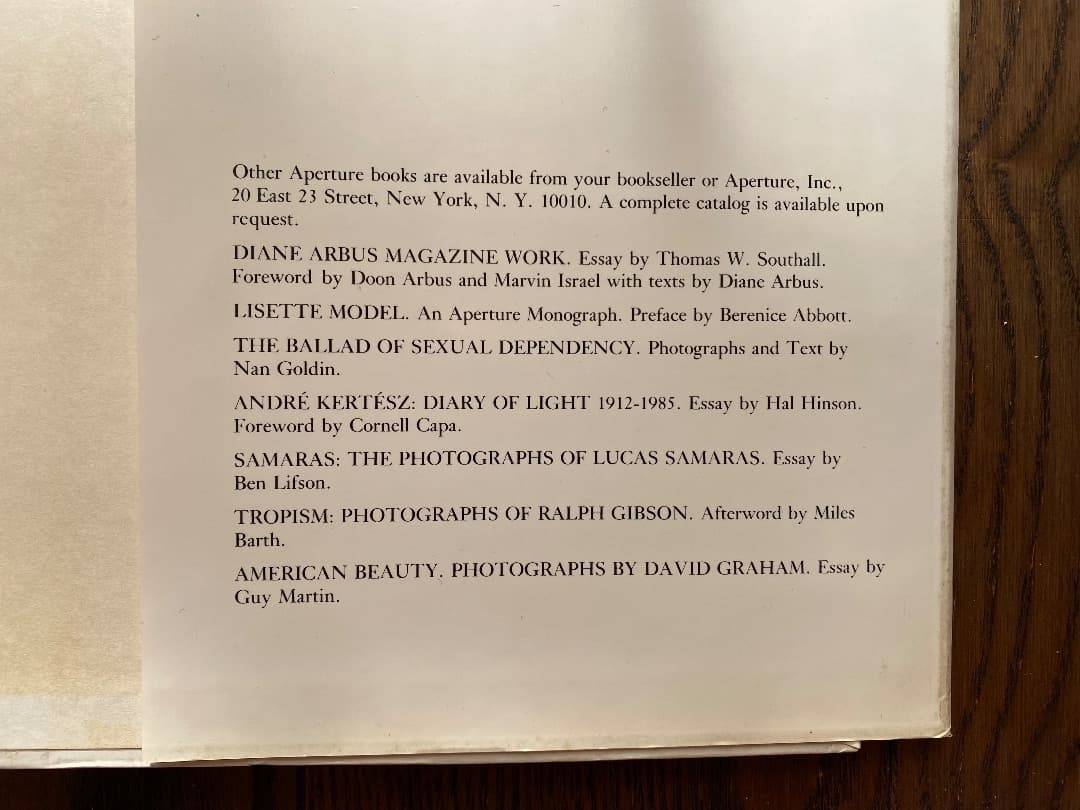 Other Aperture books are available from your bookseller or Aperture, Inc.,
20 East 23 Street, New York, N. Y. 10010. A complete catalog is available upon
request.
DIANE ARBUS MAGAZINE WORK. Essay by Thomas W. Southall.
Foreword by Doon Arbus and Marvin Israel with texts by Diane Arbus.
LISETTE MODEL. An Aperture Monograph. Preface by Berenice Abbott.
THE BALLAD OF SEXUAL DEPENDENCY. Photographs and Text by
Nan Goldin.
ANDRÉ KERTÉSZ: DIARY OF LIGHT 1912-1985. Essay by Hal Hinson.
Foreword by Cornell Capa.
SAMARAS: THE PHOTOGRAPHS OF LUCAS SAMARAS. Essay by
Ben Lifson.
TROPISM: PHOTOGRAPHS OF RALPH GIBSON. Afterword by Miles
Barth.
AMERICAN BEAUTY. PHOTOGRAPHS BY DAVID GRAHAM. Essay by
Guy Martin.